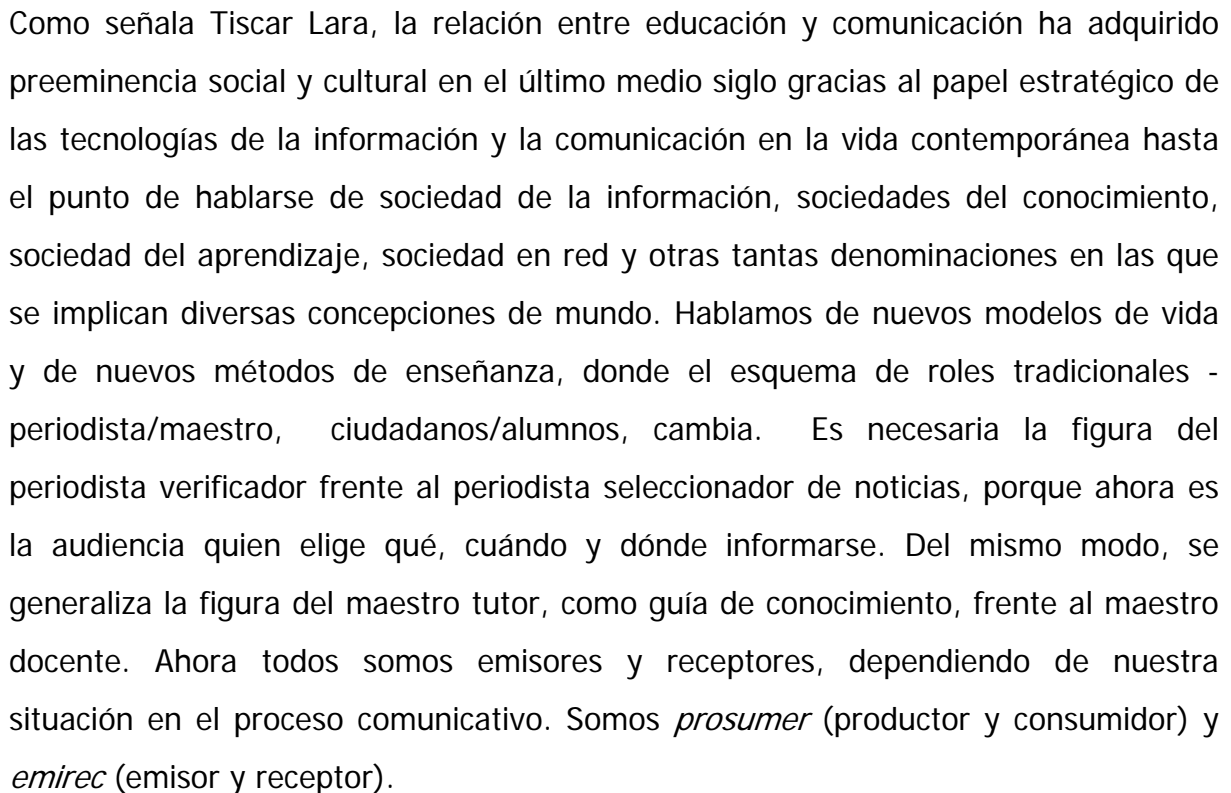 Como señala Tiscar Lara, la relación entre educación y comunicación ha adquirido
preeminencia social y cultural en el último medio siglo gracias al papel estratégico de
las tecnologías de la información y la comunicación en la vida contemporánea hasta
el punto de hablarse de sociedad de la información, sociedades del conocimiento,
sociedad del aprendizaje, sociedad en red y otras tantas denominaciones en las que
se implican diversas concepciones de mundo. Hablamos de nuevos modelos de vida
y de nuevos métodos de enseñanza, donde el esquema de roles tradicionales -
periodista/maestro, ciudadanos/alumnos, cambia. Es necesaria la figura del
periodista verificador frente al periodista seleccionador de noticias, porque ahora es
la audiencia quien elige qué, cuándo y dónde informarse. Del mismo modo, se
generaliza la figura del maestro tutor, como guía de conocimiento, frente al maestro
docente. Ahora todos somos emisores y receptores, dependiendo de nuestra
situación en el proceso comunicativo. Somos prosumer (productor y consumidor) y
emirec (emisor y receptor).